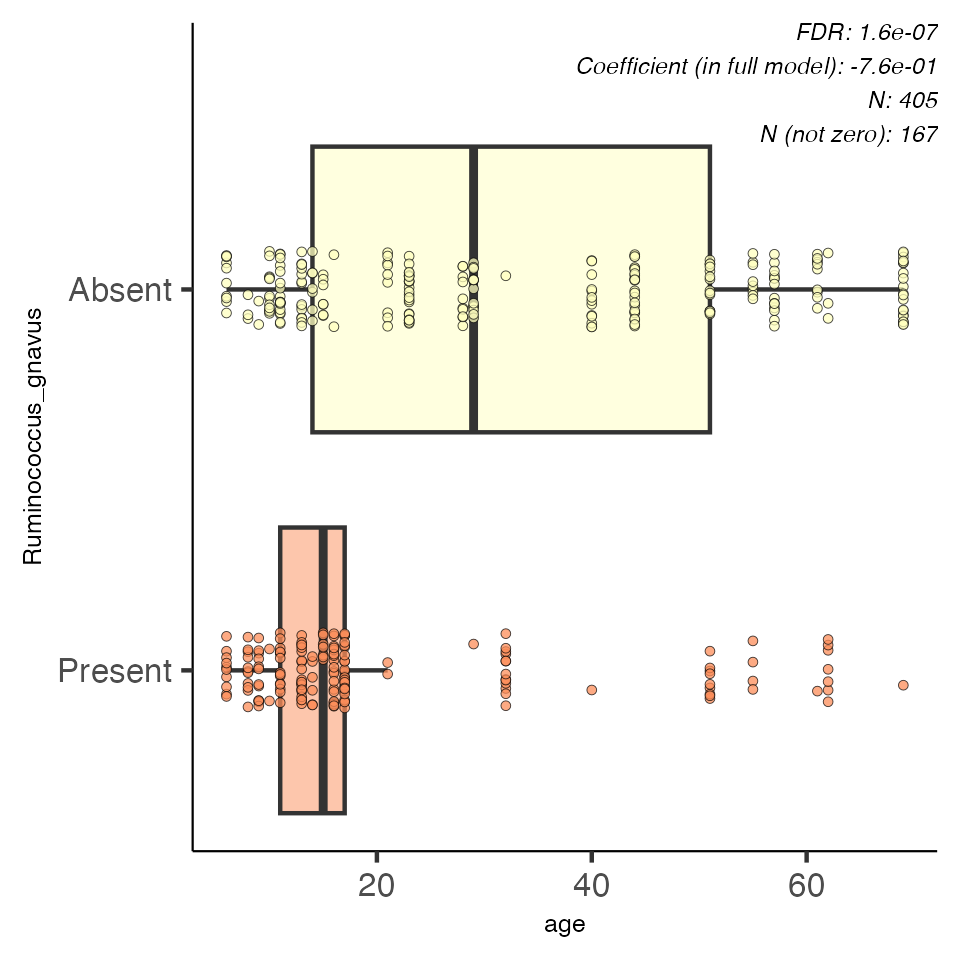 FDR: 1.6e-07
Coefficient (in full model): -7.6e-01
N: 405
N (not zero): 167
Ruminococcus_gnavus
Absent
Present
20 40 60
age